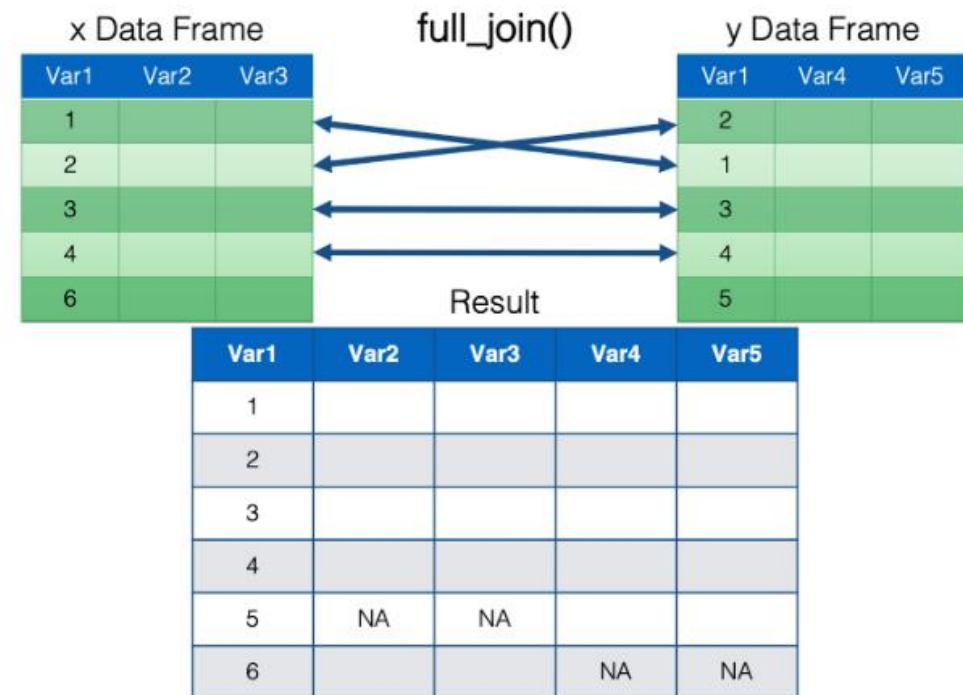 x Data Frame full_join() y Data Frame
Var1 Var2 Var3 Var1 Var4 Var5
1 2
2 1
3 3
4 4
6 5
Result
Var1 Var2 Var3 Var4 Var5
1
2
3
4
5 NA NA
6 NA NA